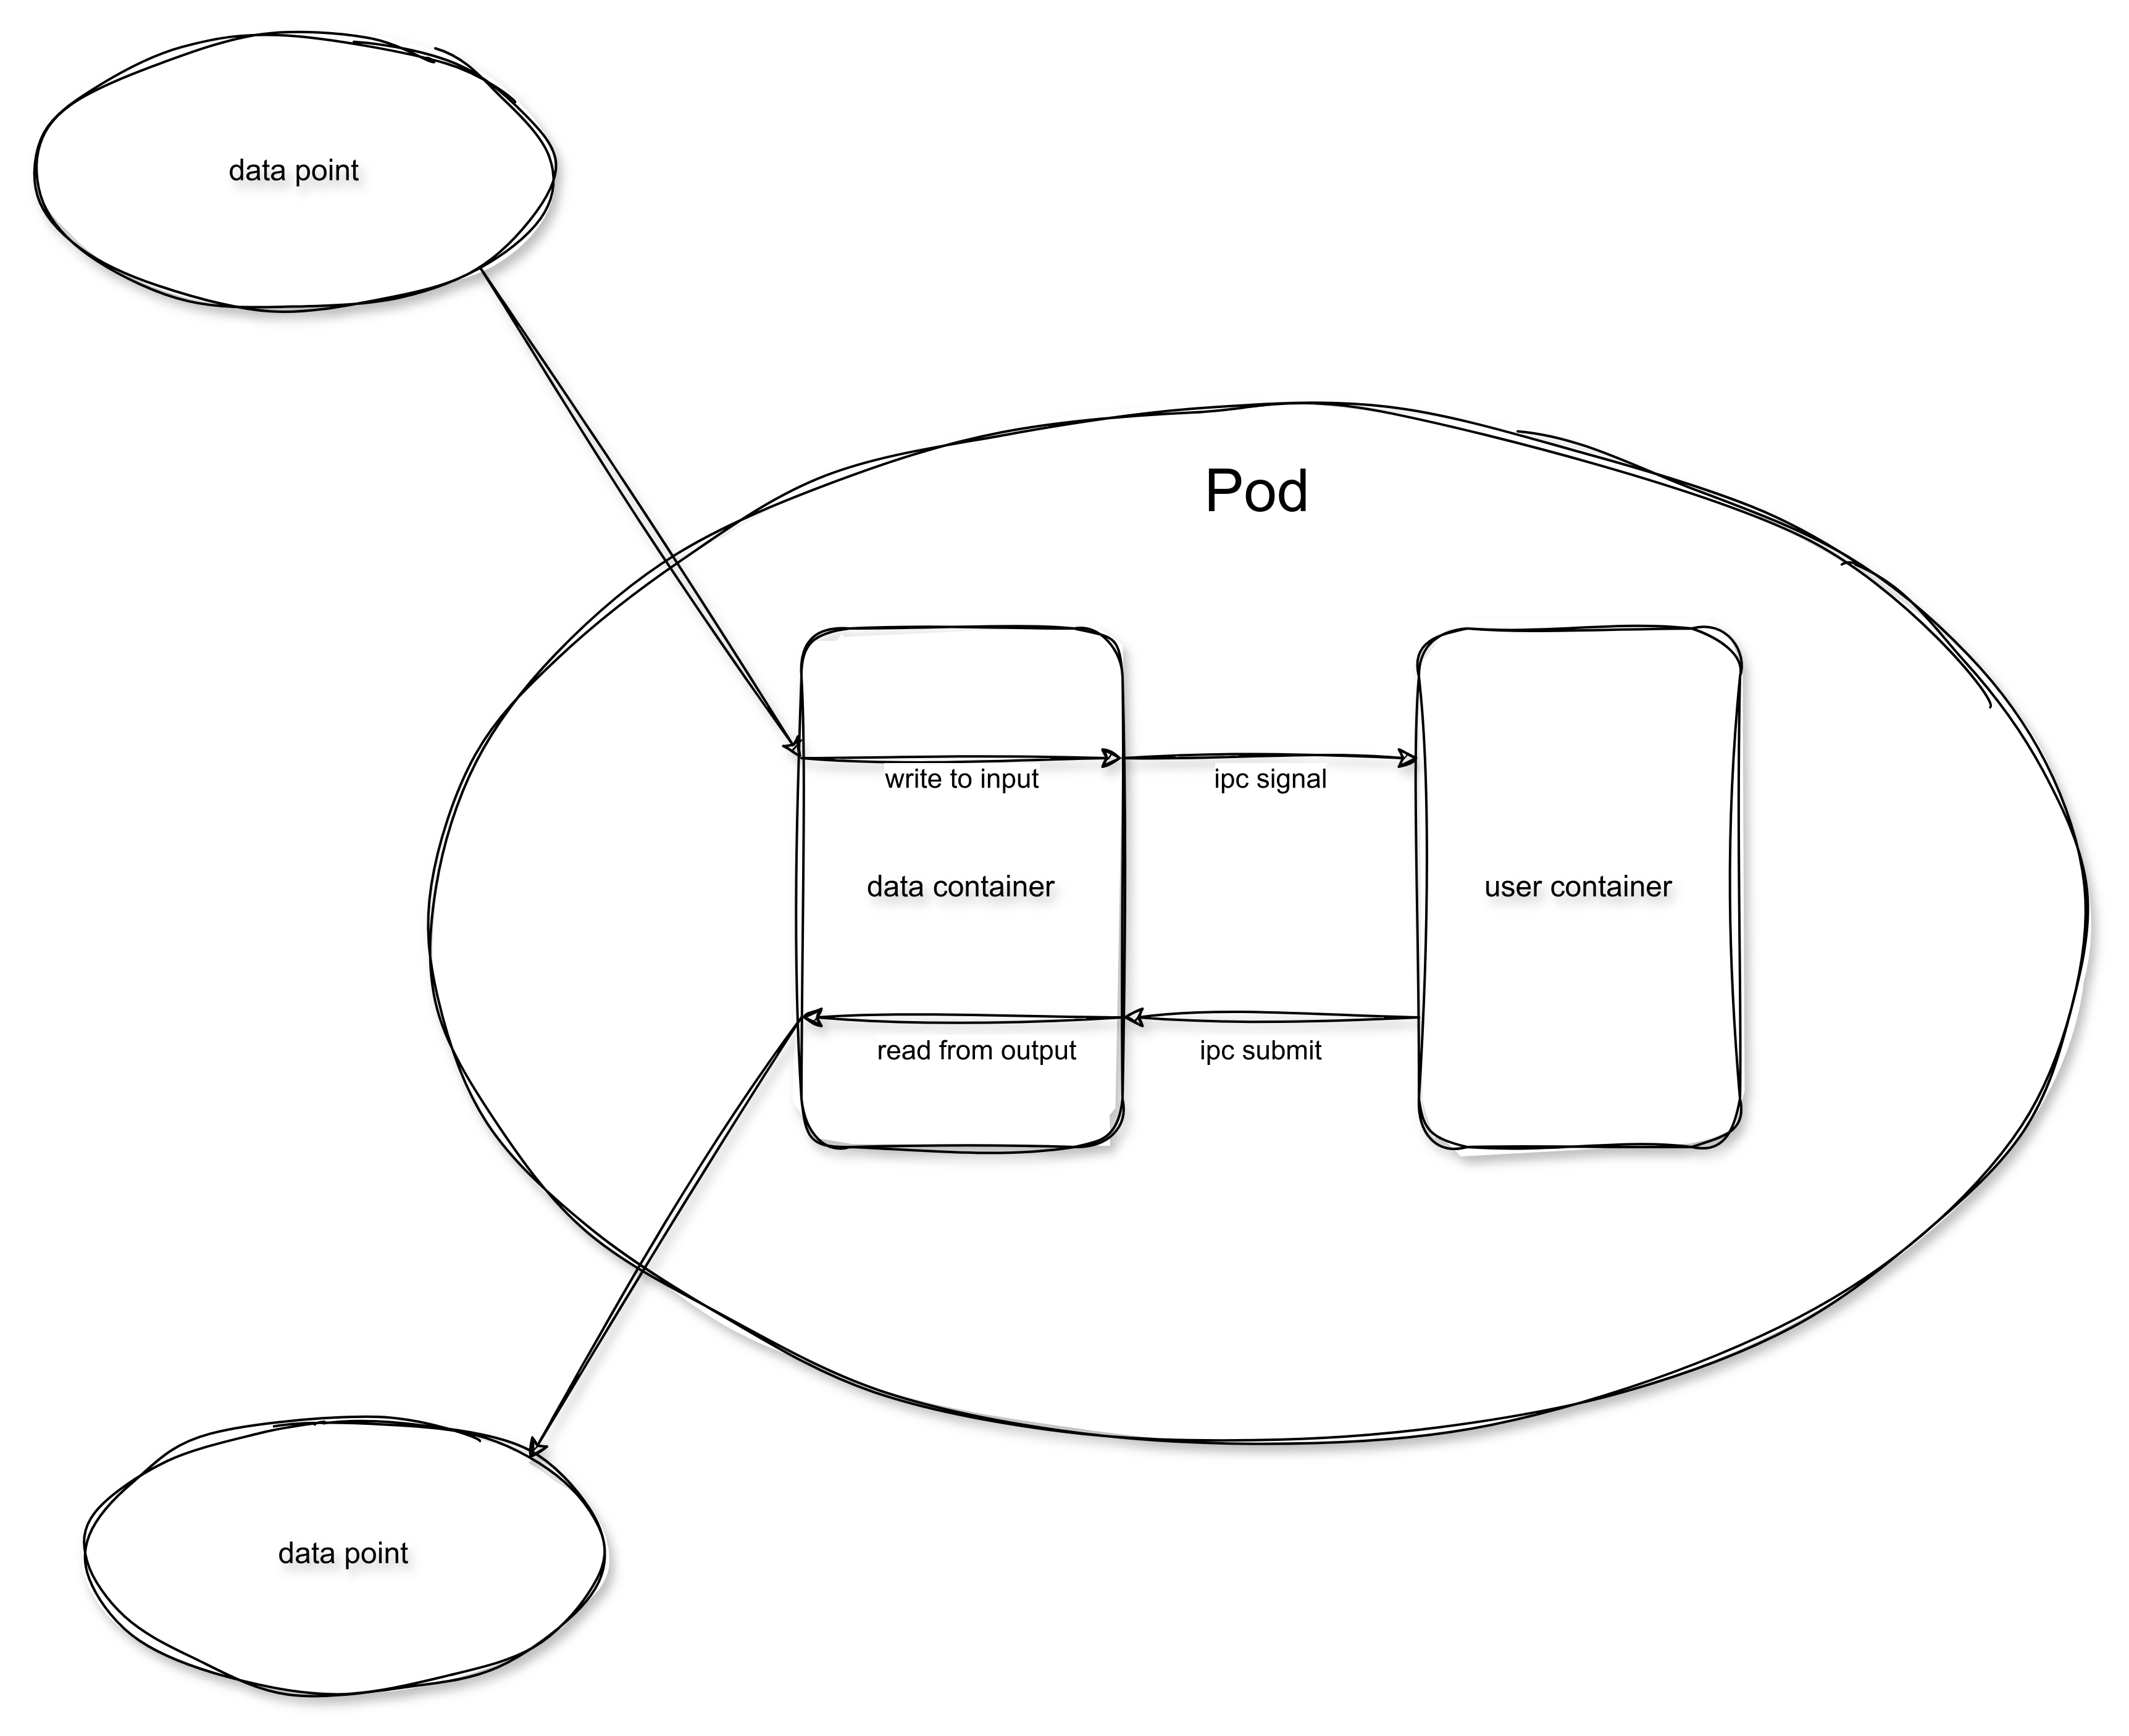 data point
Pod
write to input
ipc signal
data container
user container
read from output
ipc submit
data point